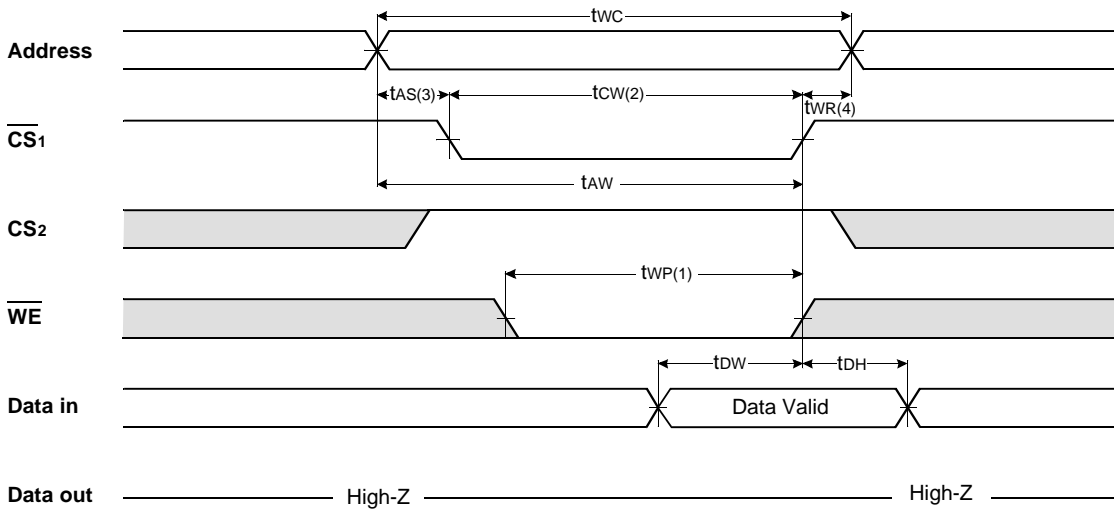 tWC
Address
tAS(3) tCW(2) tWR(4)
CS1
tAW
CS2
tWP(1)
WE
tDW tDH
Data in Data Valid
Data out High-Z High-Z